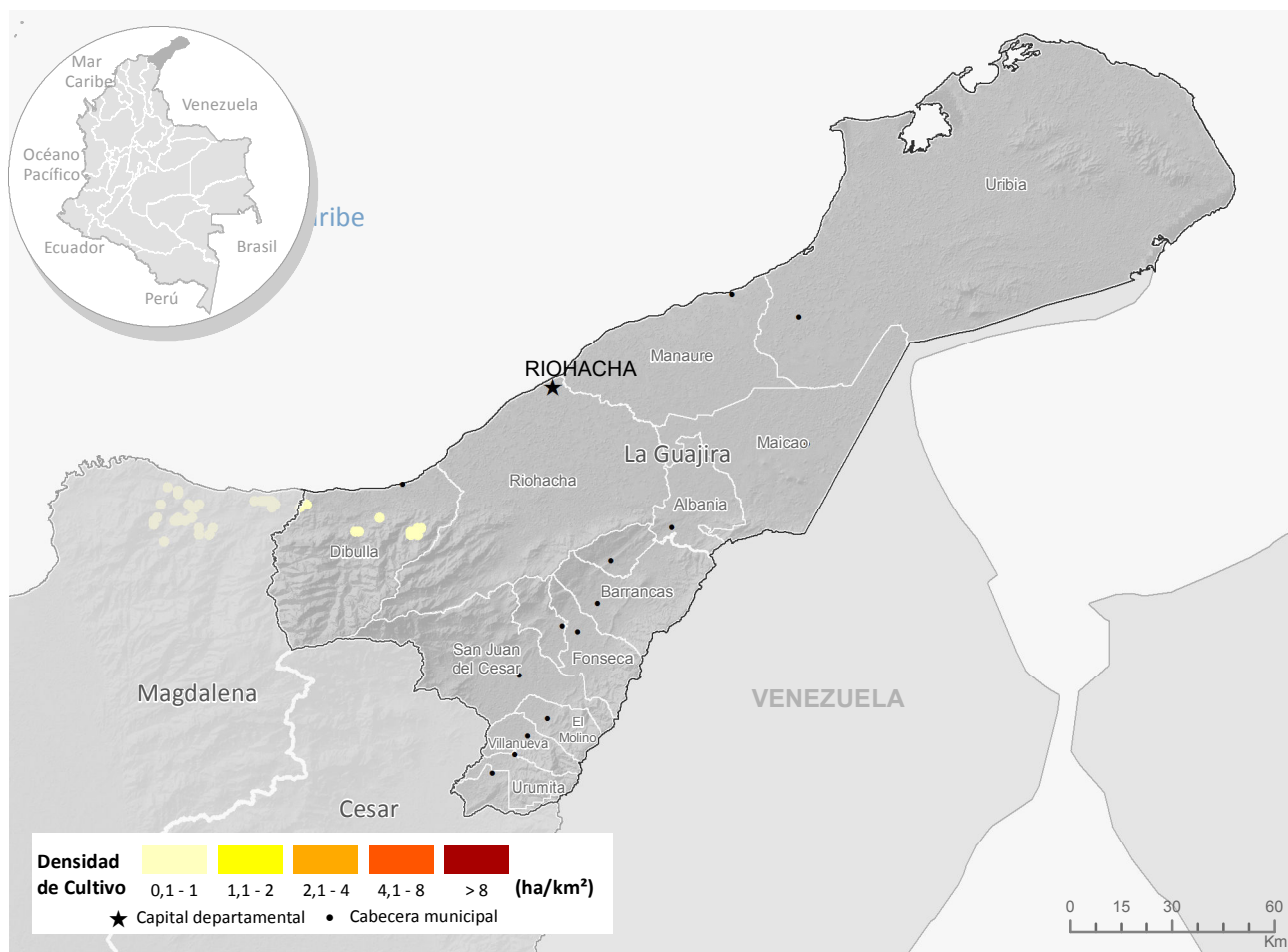 Mar
Caribe
Venezuela
Océano
Pacífico
Ecuador
Brasil
Perú
ribe
Uribia
Manaure
RIOHACHA
Maicao
La Guajira
Riohacha
Albania
Dibulla
Barrancas
San Juan
del Cesar
Fonseca
Magdalena
VENEZUELA
El
Molino
Villanueva
Urumita
Cesar
Densidad
de Cultivo
0,1 - 1
1,1 - 2
2,1 - 4
4,1 - 8
> 8
(ha/km²)
Capital departamental
Cabecera municipal
0 15 30 60
Km